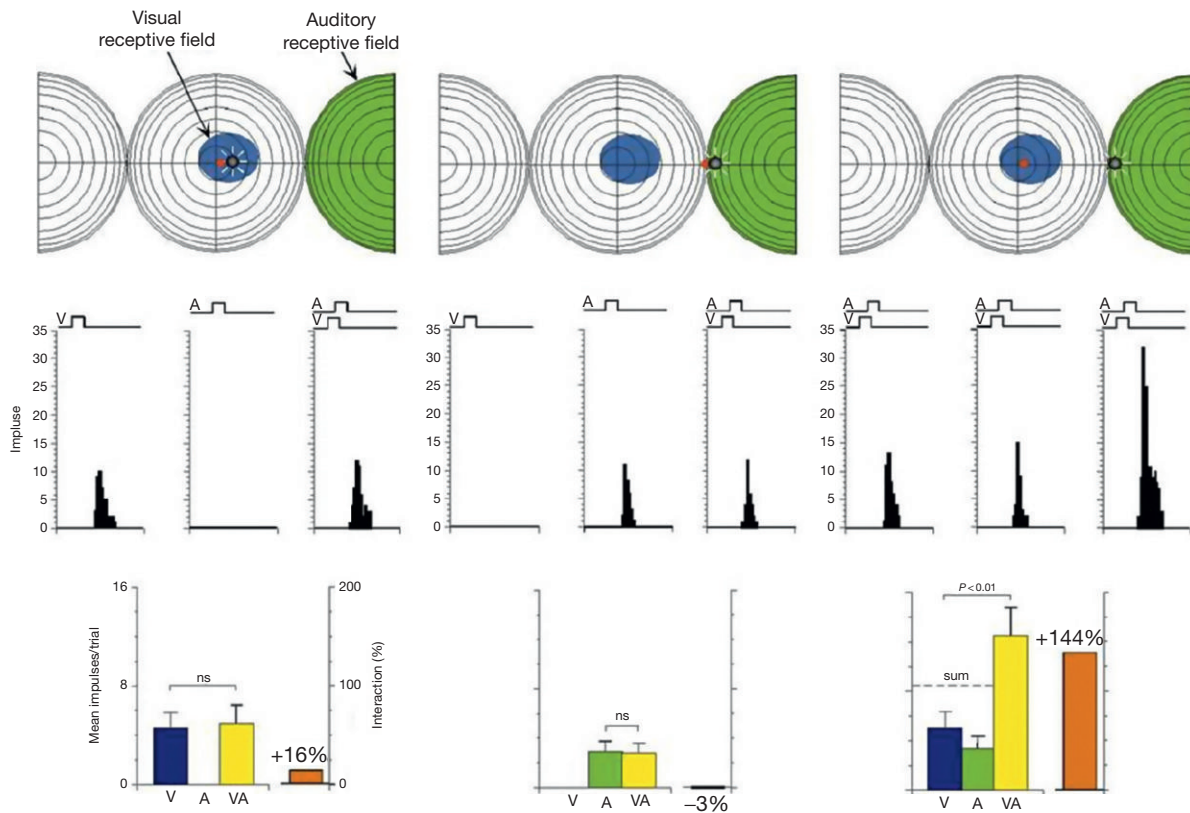 Visual
receptive field
Auditory
receptive field
V
A
A
V
V
A
A
V
A
V
A
V
A
V
Impluse
35
30
25
20
15
10
5
0
35
30
25
20
15
10
5
0
35
30
25
20
15
10
5
0
Mean impulses/trial
16
8
0
ns
V A VA
+16%
200
100
0
Interaction (%)
ns
V A VA
–3%
P < 0.01
sum
V A VA
+144%